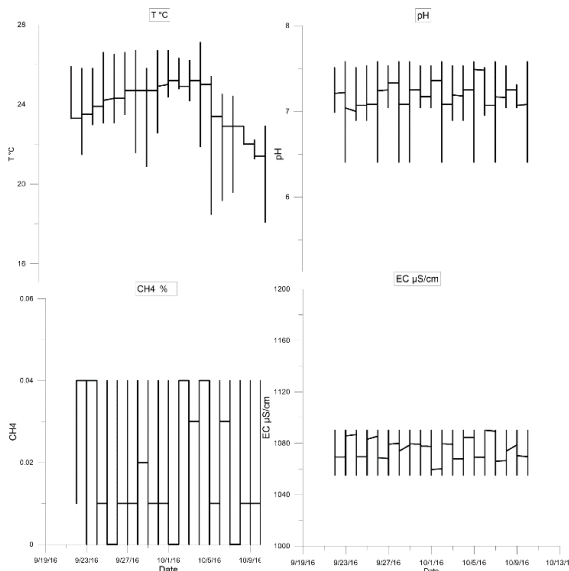 T °C
28
24
20
16
T °C
pH
8
7
6
pH
CH4 %
0.06
0.04
0.02
0
CH4
9/19/16 9/23/16 9/27/16 10/1/16 10/5/16 10/9/16
Date
EC µS/cm
1200
1160
1120
1080
1040
1000
EC µS/cm
9/19/16 9/23/16 9/27/16 10/1/16 10/5/16 10/9/16 10/13/1
Date